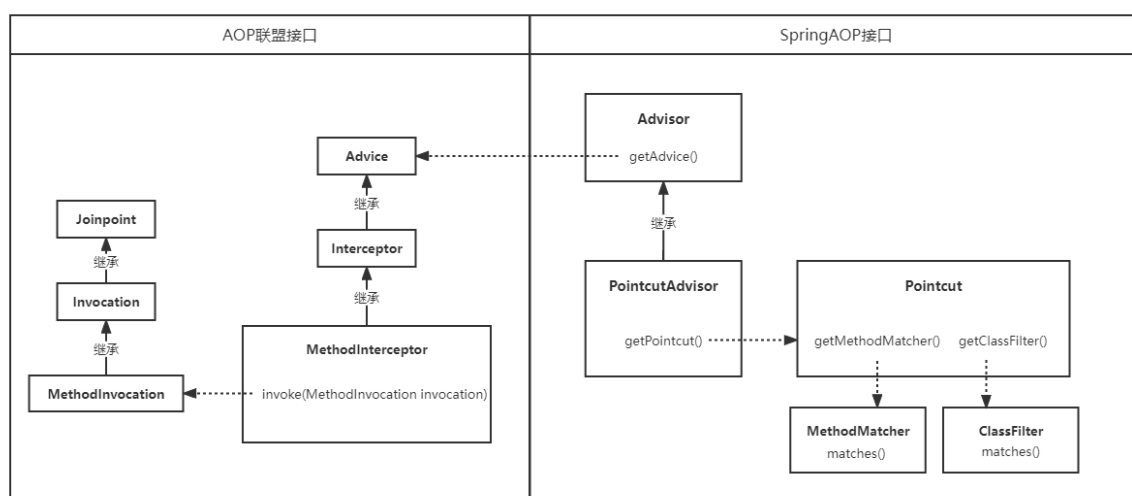 AOP联盟接口
SpringAOP接口
Advisor
getAdvice()
Advice
继承
继承
Joinpoint
Interceptor
继承
PointcutAdvisor
getPointcut()
Pointcut
getMethodMatcher() getClassFilter()
Invocation
继承
继承
MethodInterceptor
invoke(MethodInvocation invocation)
MethodInvocation
MethodMatcher
matches()
ClassFilter
matches()